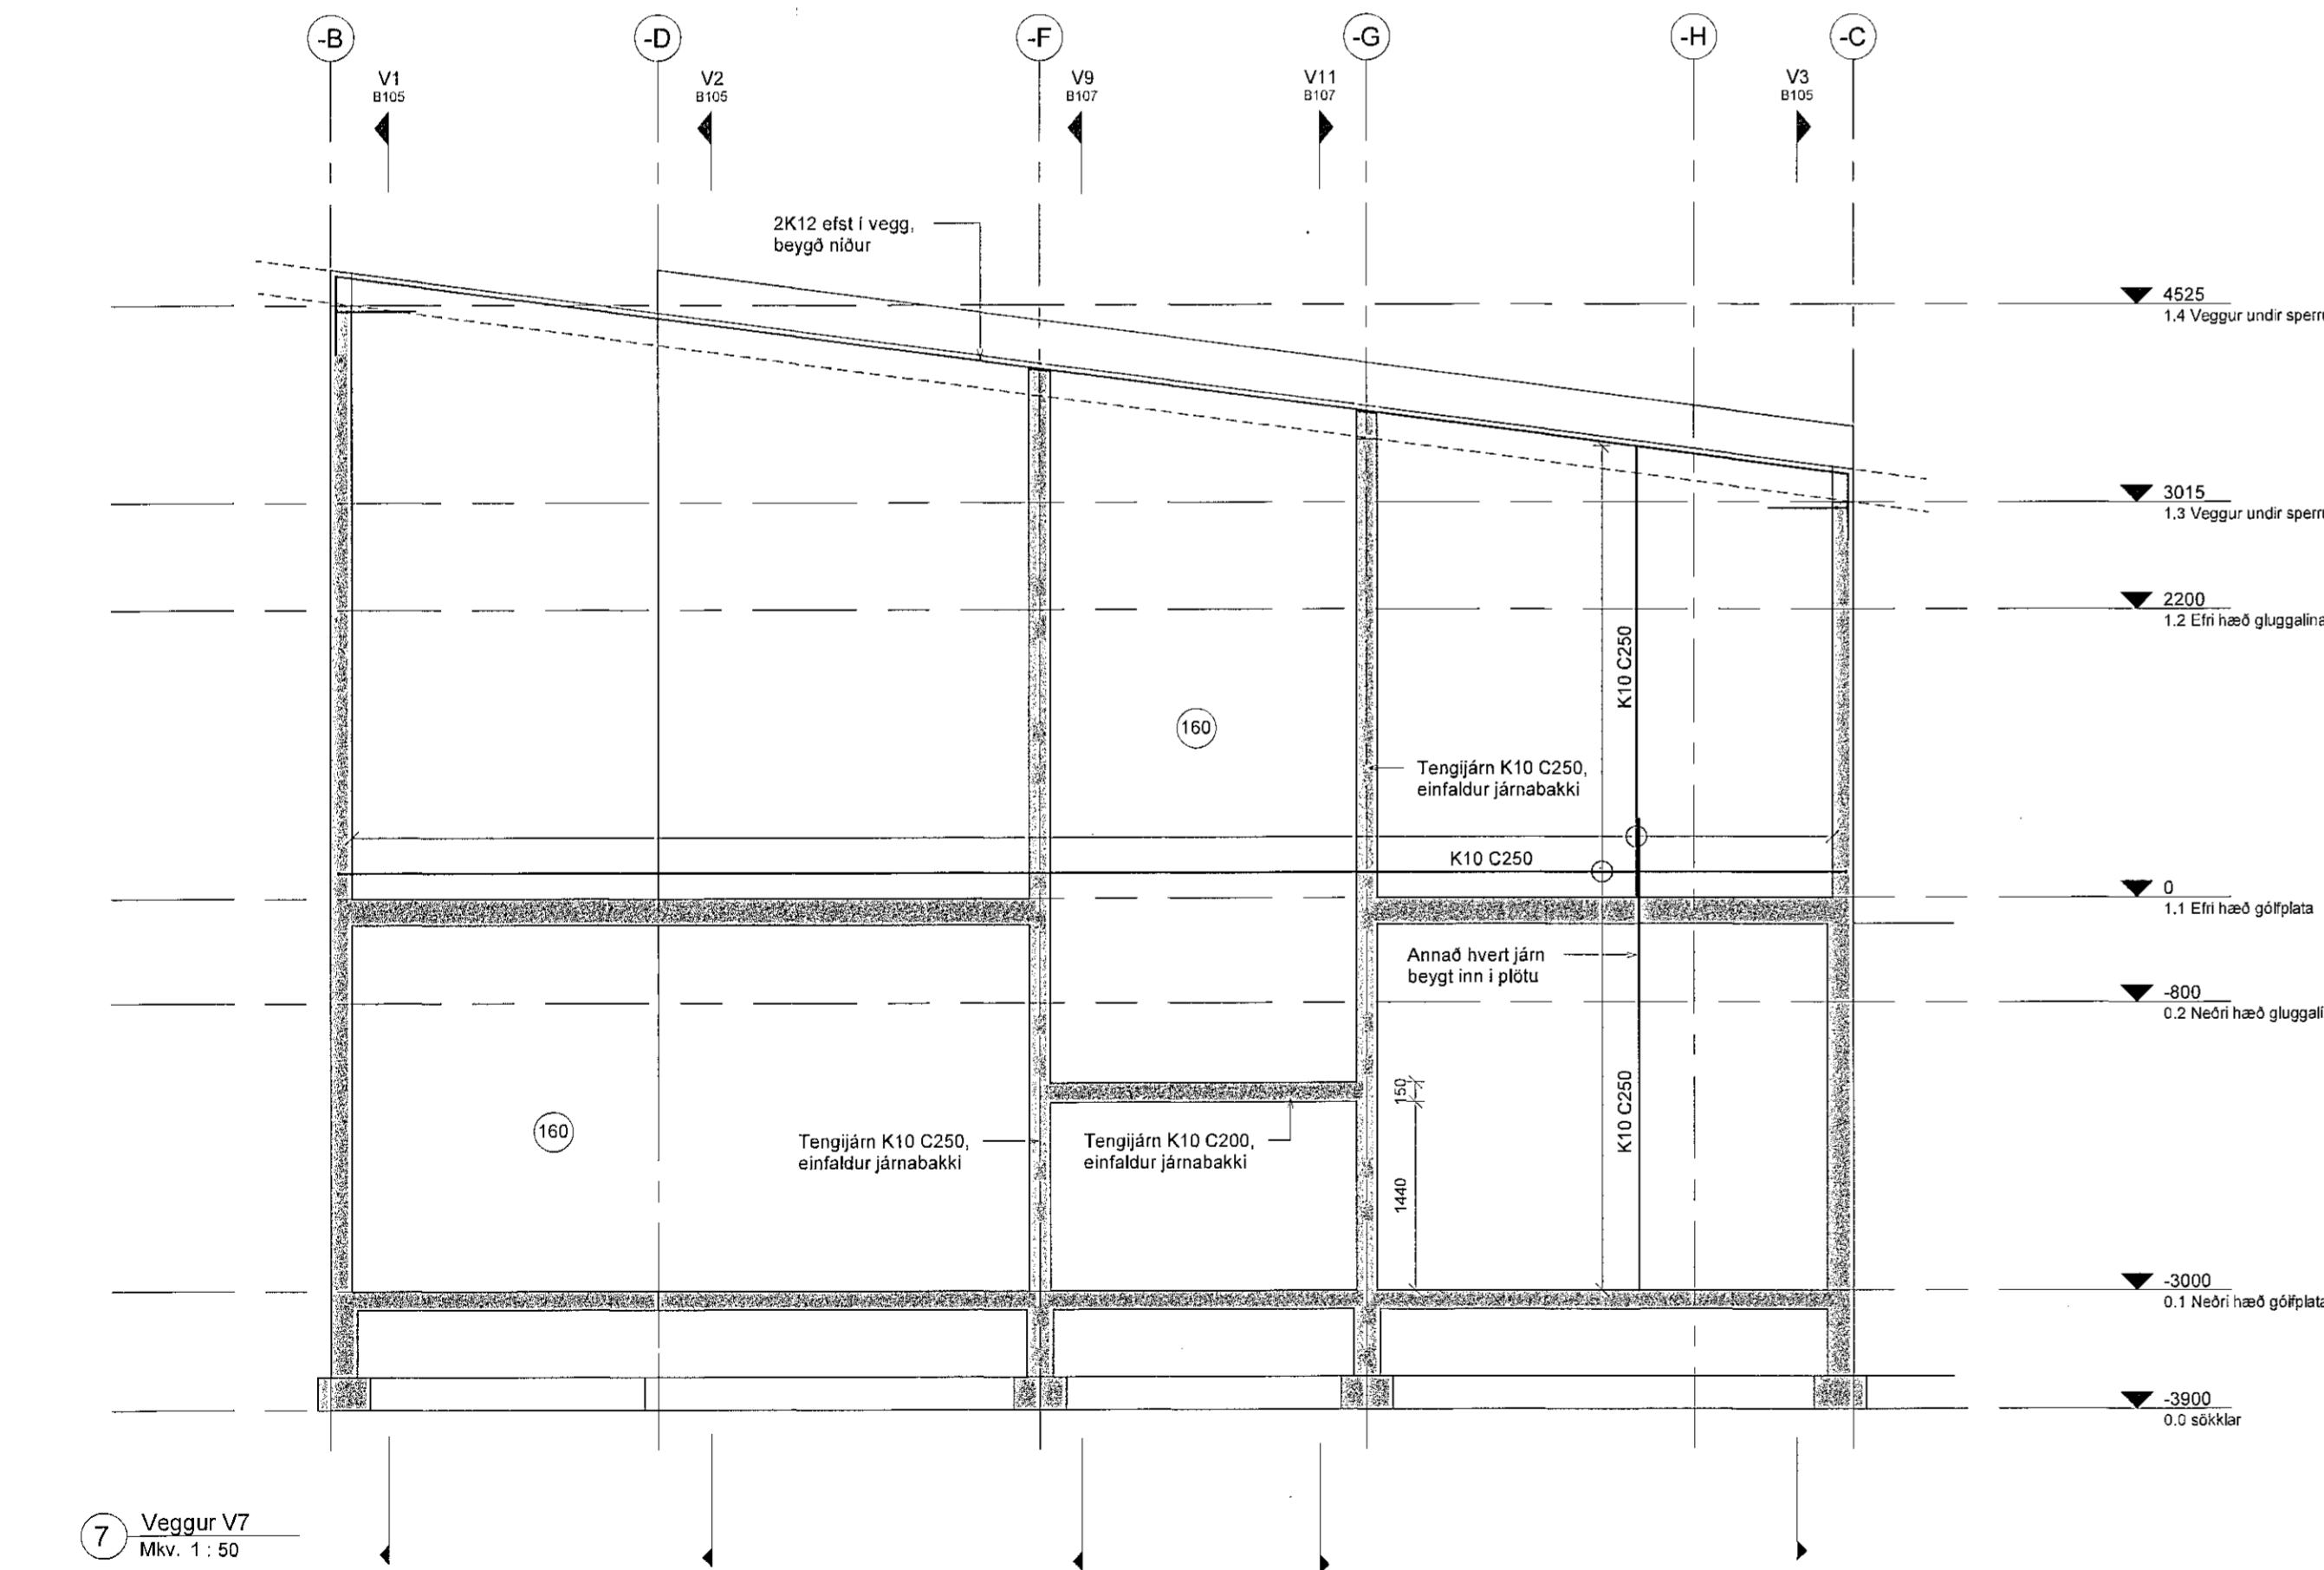 -B
-D
-F
-G
-H
-C
V1
B105
V2
B105
V9
B107
V11
B107
V3
B105
2K12 efst í vegg,
beygð niður
4525
1.4 Veggur undir sperru
3015
1.3 Veggur undir sperru
2200
1.2 Efri hæð gluggalína
K10 C250
160
Tengijárn K10 C250,
einfaldur járnabakki
K10 C250
0
1.1 Efri hæð gólfplata
Annað hvert járn
beygt inn í plötu
-800
0.2 Neðri hæð gluggalí
150
K10 C250
160
Tengijárn K10 C250,
einfaldur járnabakki
Tengijárn K10 C200,
einfaldur járnabakki
1440
-3000
0.1 Neðri hæð gólfplata
-3900
0.0 sökklar
7
Veggur V7
Mkv. 1 : 50